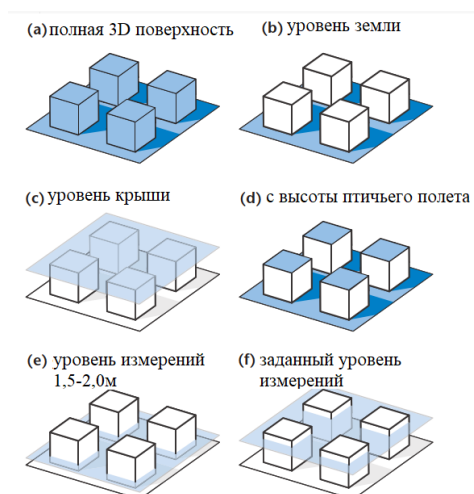 (a) полная 3D поверхность
(b) уровень земли
(c) уровень крыши
(d) с высоты птичьего полета
(e) уровень измерений
1,5-2,0м
(f) заданный уровень
измерений